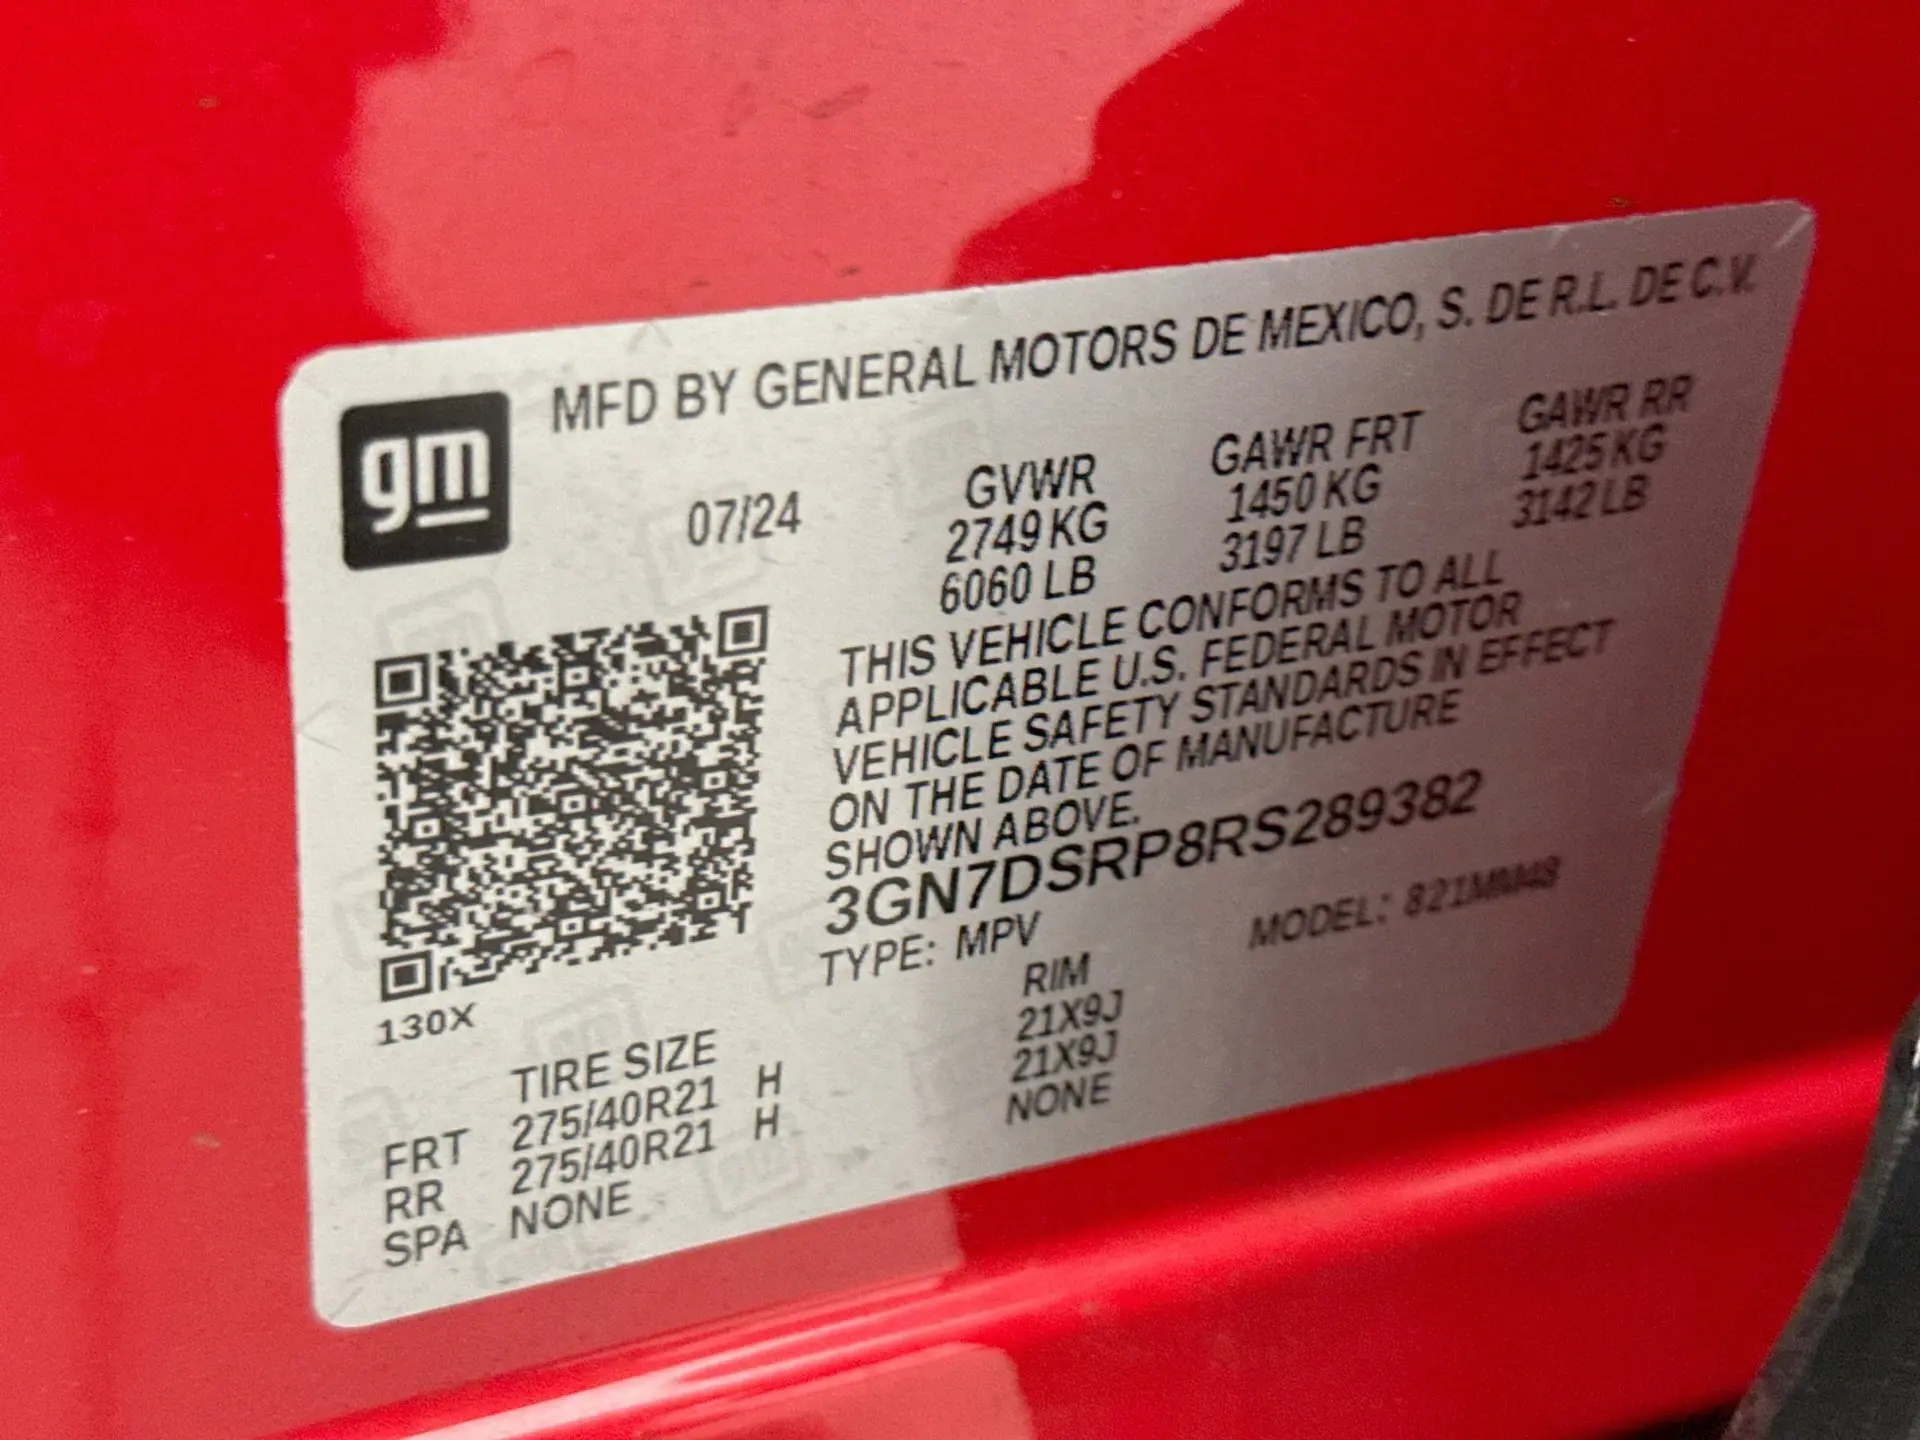 gm
MFD BY GENERAL MOTORS DE MEXICO, S. DE R.L. DE C.V.
07/24
GVWR GAWR FRT GAWR RR
2749 KG 1450 KG 1425 KG
6060 LB 3197 LB 3142 LB
THIS VEHICLE CONFORMS TO ALL
APPLICABLE U.S. FEDERAL MOTOR
VEHICLE SAFETY STANDARDS IN EFFECT
ON THE DATE OF MANUFACTURE
SHOWN ABOVE.
3GN7DSRP8RS289382
TYPE: MPV MODEL: 821MM48
130X
TIRE SIZE RIM
FRT 275/40R21 H 21X9J
RR 275/40R21 H 21X9J
SPA NONE NONE